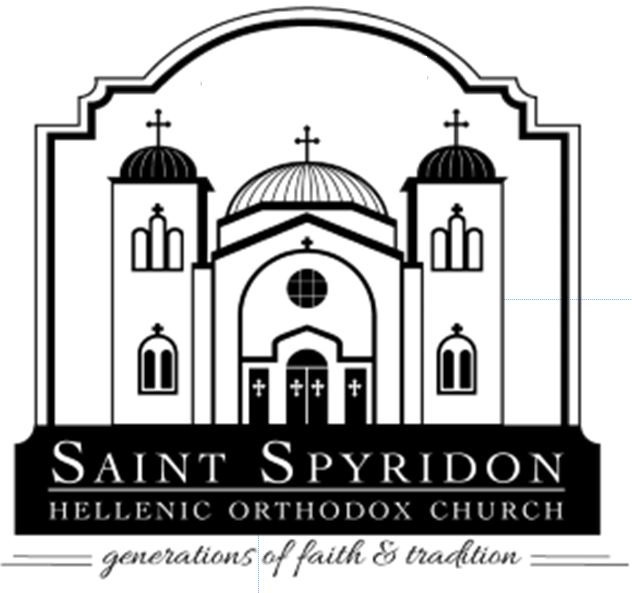 SAINT SPYRIDON
HELLENIC ORTHODOX CHURCH
generations of faith & tradition